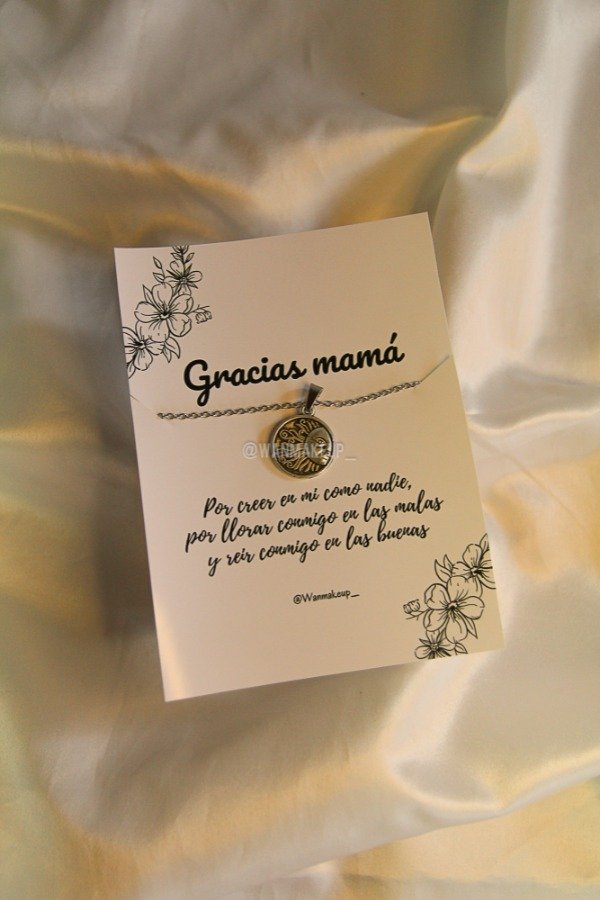 Gracias mamá
@WANMAKEUP_
Por creer en mi como nadie,
por llorar conmigo en las malas
y reir conmigo en las buenas
@Wanmakeup_